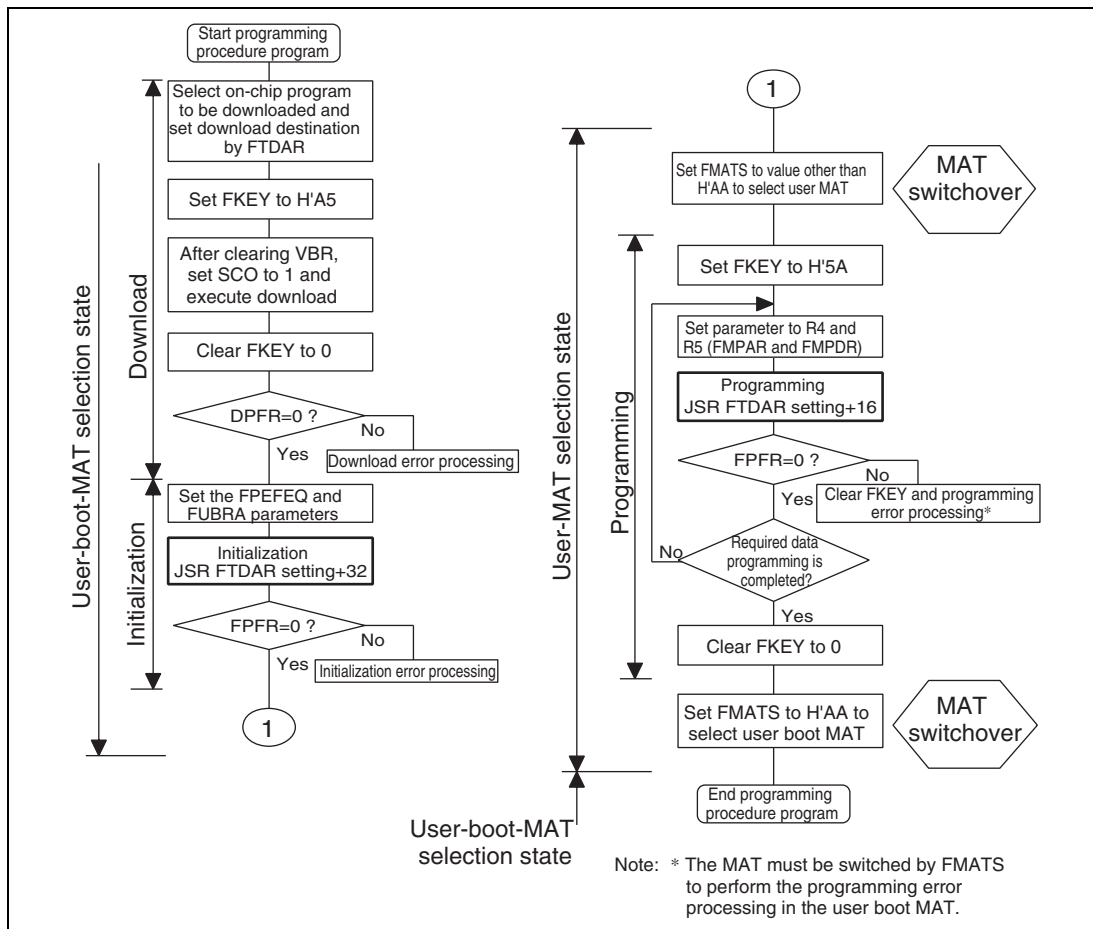 Start programming
procedure program
Select on-chip program
to be downloaded and
set download destination
by FTDAR
Set FKEY to H'A5
After clearing VBR,
set SCO to 1 and
execute download
Clear FKEY to 0
DPFR=0 ?
No
Yes
Download error processing
Set the FPEFEQ and
FUBRA parameters
Initialization
JSR FTDAR setting+32
FPFR=0 ?
No
Yes
Initialization error processing
1
Download
Initialization
User-boot-MAT selection state
1
Set FMATS to value other than
H'AA to select user MAT
MAT
switchover
Set FKEY to H'5A
Set parameter to R4 and
R5 (FMPAR and FMPDR)
Programming
JSR FTDAR setting+16
FPFR=0 ?
No
Yes
Clear FKEY and programming
error processing*
Required data
programming is
completed?
No
Yes
Clear FKEY to 0
Set FMATS to H'AA to
select user boot MAT
MAT
switchover
End programming
procedure program
Programming
User-MAT selection state
User-boot-MAT
selection state
Note: * The MAT must be switched by FMATS
to perform the programming error
processing in the user boot MAT.